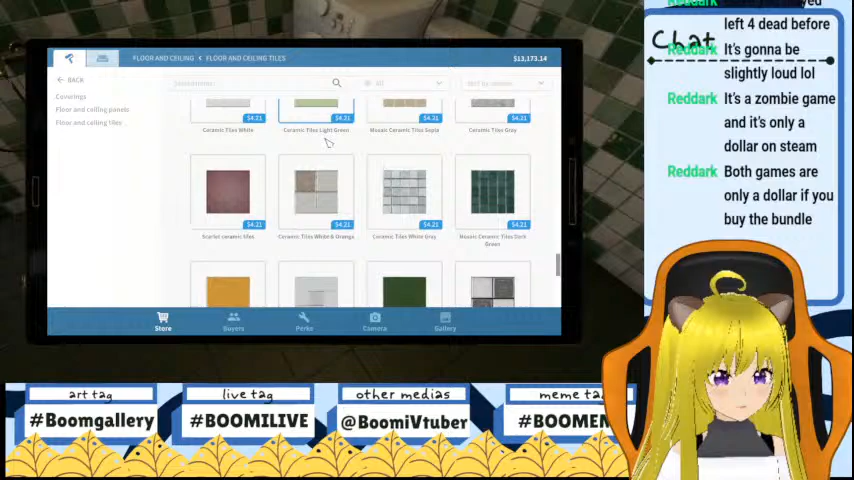 FLOOR AND CEILING < FLOOR AND CEILING TILES
$13,173.14
BACK
Coverings
Floor and ceiling panels
Floor and ceiling tiles
All
$4.21
$4.21
$4.21
$4.21
Ceramic Tiles White
Ceramic Tiles Light Green
Mosaic Ceramic Tiles Sepia
Ceramic Tiles Gray
$4.21
$4.21
$4.21
$4.21
Scarlet ceramic tiles
Ceramic Tiles White & Orange
Ceramic Tiles White Gray
Mosaic Ceramic Tiles Dark
Green
Store
Buyers
Perks
Camera
Gallery
left 4 dead before
Chat
Reddark It's gonna be
slightly loud lol
Reddark It's a zombie game
and it's only a
dollar on steam
Reddark Both games are
only a dollar if you
buy the bundle
art tag
#Boomgallery
live tag
#BOOMILIVE
other medias
@BoomiVtuber
meme ta
#BOOMEN